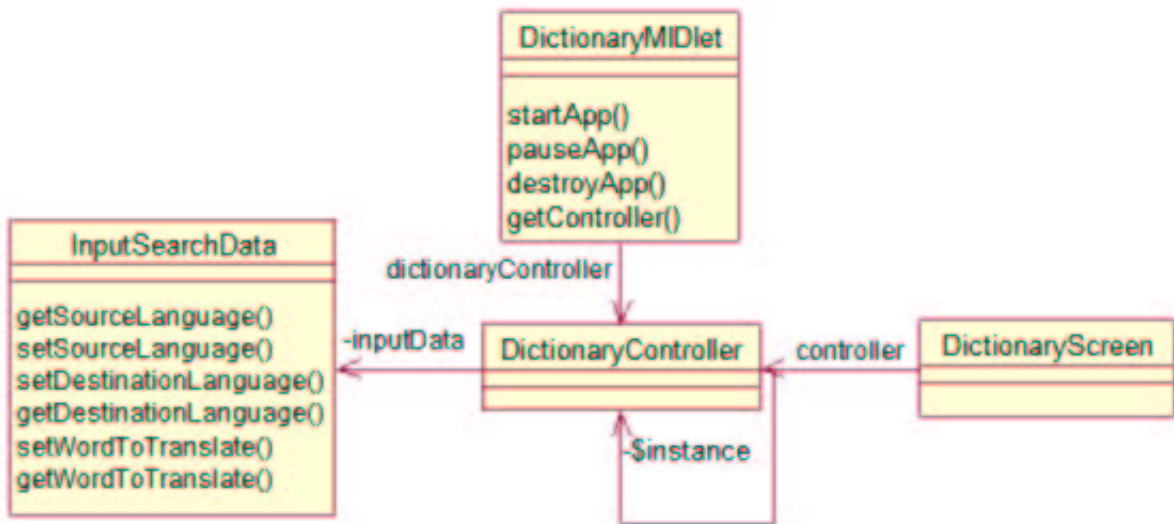 DictionaryMIDlet
startApp()
pauseApp()
destroyApp()
getController()
InputSearchData
getSourceLanguage()
setSourceLanguage()
setDestinationLanguage()
getDestinationLanguage()
setWordToTranslate()
getWordToTranslate()
dictionaryController
-inputData
DictionaryController
controller
DictionaryScreen
-$instance